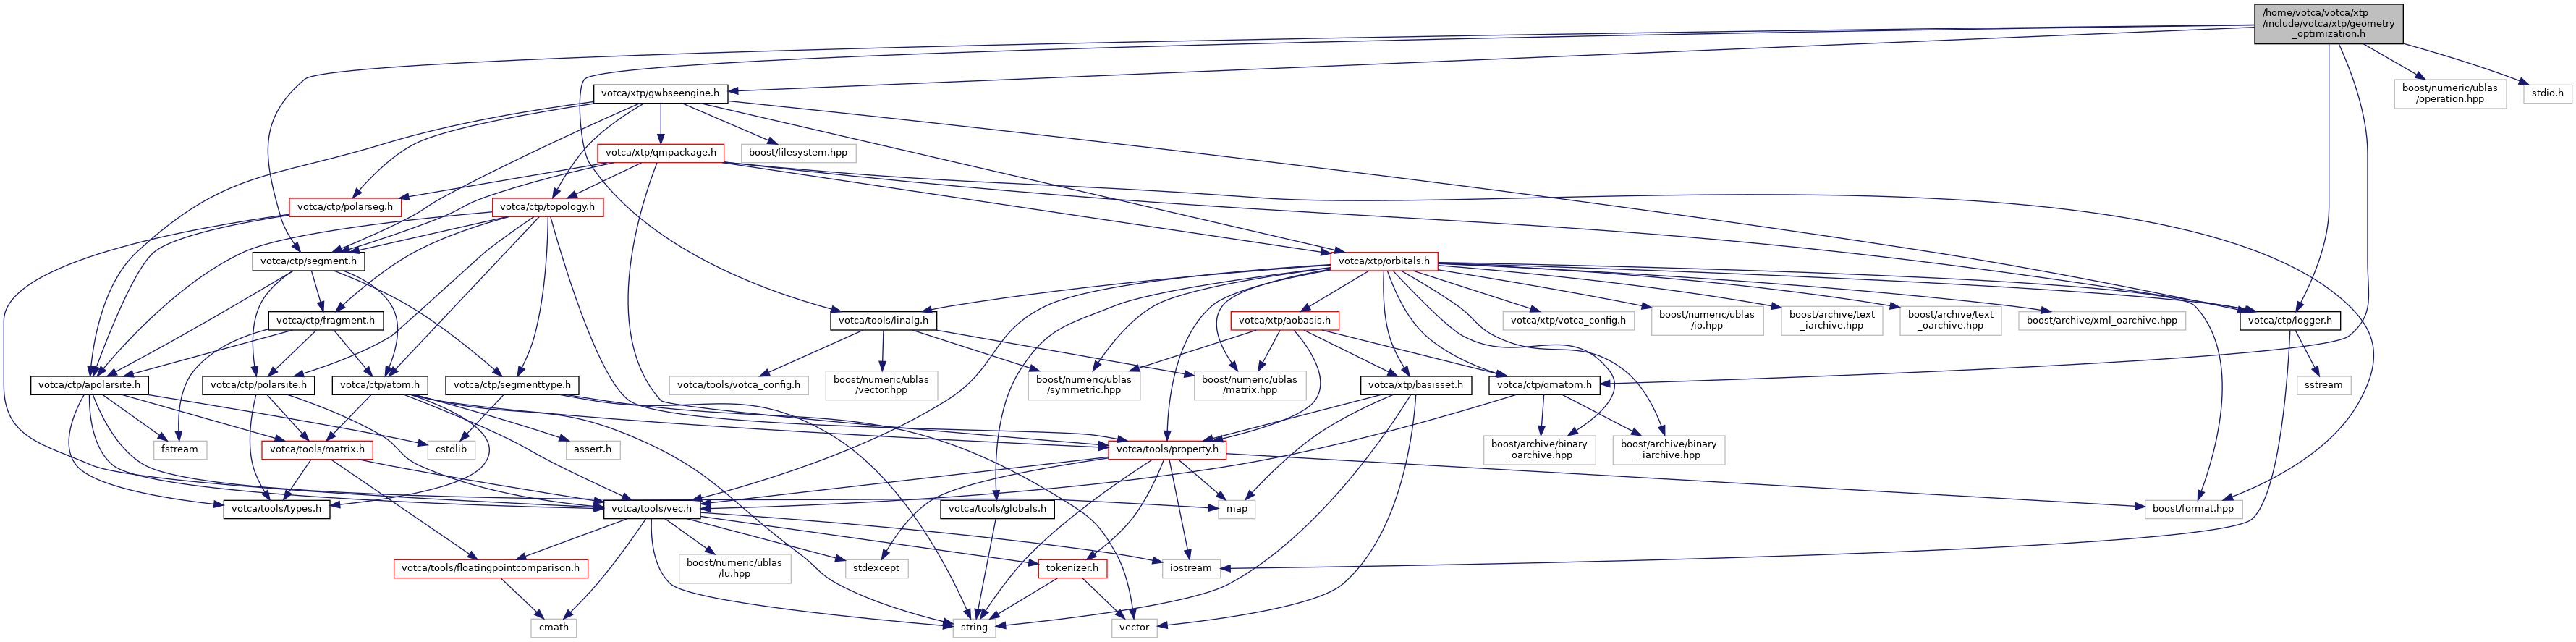 /home/votca/votca/xtp
/include/votca/xtp/geometry
_optimization.h
votca/xtp/gwbseengine.h
boost/numeric/ublas
/operation.hpp
stdio.h
votca/xtp/qmpackage.h
boost/filesystem.hpp
votca/ctp/polarseg.h
votca/ctp/topology.h
votca/ctp/segment.h
votca/xtp/orbitals.h
votca/ctp/fragment.h
votca/tools/linalg.h
votca/xtp/aobasis.h
votca/xtp/votca_config.h
boost/numeric/ublas
/io.hpp
boost/archive/text
_iarchive.hpp
boost/archive/text
_oarchive.hpp
boost/archive/xml_oarchive.hpp
votca/ctp/logger.h
votca/ctp/apolarsite.h
votca/ctp/polarsite.h
votca/ctp/atom.h
votca/ctp/segmenttype.h
votca/tools/votca_config.h
boost/numeric/ublas
/vector.hpp
boost/numeric/ublas
/symmetric.hpp
boost/numeric/ublas
/matrix.hpp
votca/xtp/basisset.h
votca/ctp/qmatom.h
sstream
fstream
votca/tools/matrix.h
cstdlib
assert.h
votca/tools/property.h
boost/archive/binary
_oarchive.hpp
boost/archive/binary
_iarchive.hpp
votca/tools/types.h
votca/tools/vec.h
votca/tools/globals.h
map
boost/format.hpp
votca/tools/floatingpointcomparison.h
boost/numeric/ublas
/lu.hpp
stdexcept
tokenizer.h
iostream
cmath
string
vector